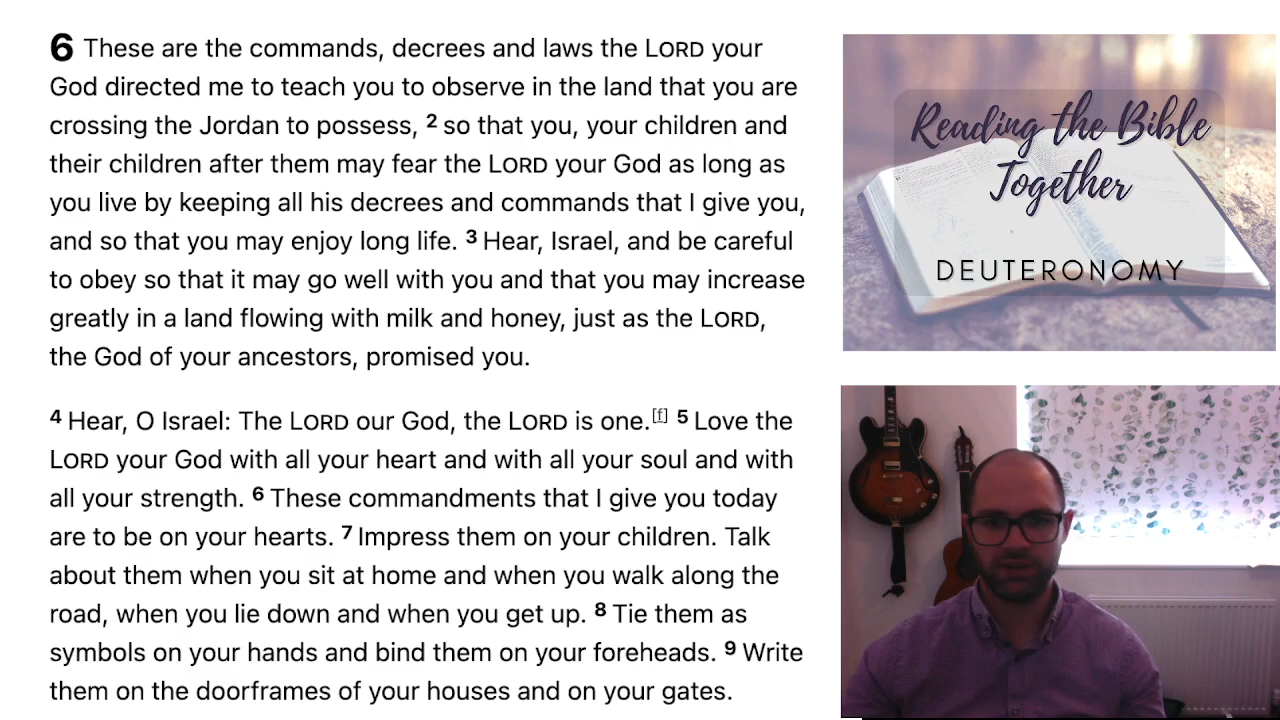 6 These are the commands, decrees and laws the LORD your
God directed me to teach you to observe in the land that you are
crossing the Jordan to possess, 2 so that you, your children and
their children after them may fear the LORD your God as long as
you live by keeping all his decrees and commands that I give you,
and so that you may enjoy long life. 3 Hear, Israel, and be careful
to obey so that it may go well with you and that you may increase
greatly in a land flowing with milk and honey, just as the LORD,
the God of your ancestors, promised you.
4 Hear, O Israel: The LORD our God, the LORD is one.[f] 5 Love the
LORD your God with all your heart and with all your soul and with
all your strength. 6 These commandments that I give you today
are to be on your hearts. 7 Impress them on your children. Talk
about them when you sit at home and when you walk along the
road, when you lie down and when you get up. 8 Tie them as
symbols on your hands and bind them on your foreheads. 9 Write
them on the doorframes of your houses and on your gates.
Reading the Bible
Together
DEUTERONOMY